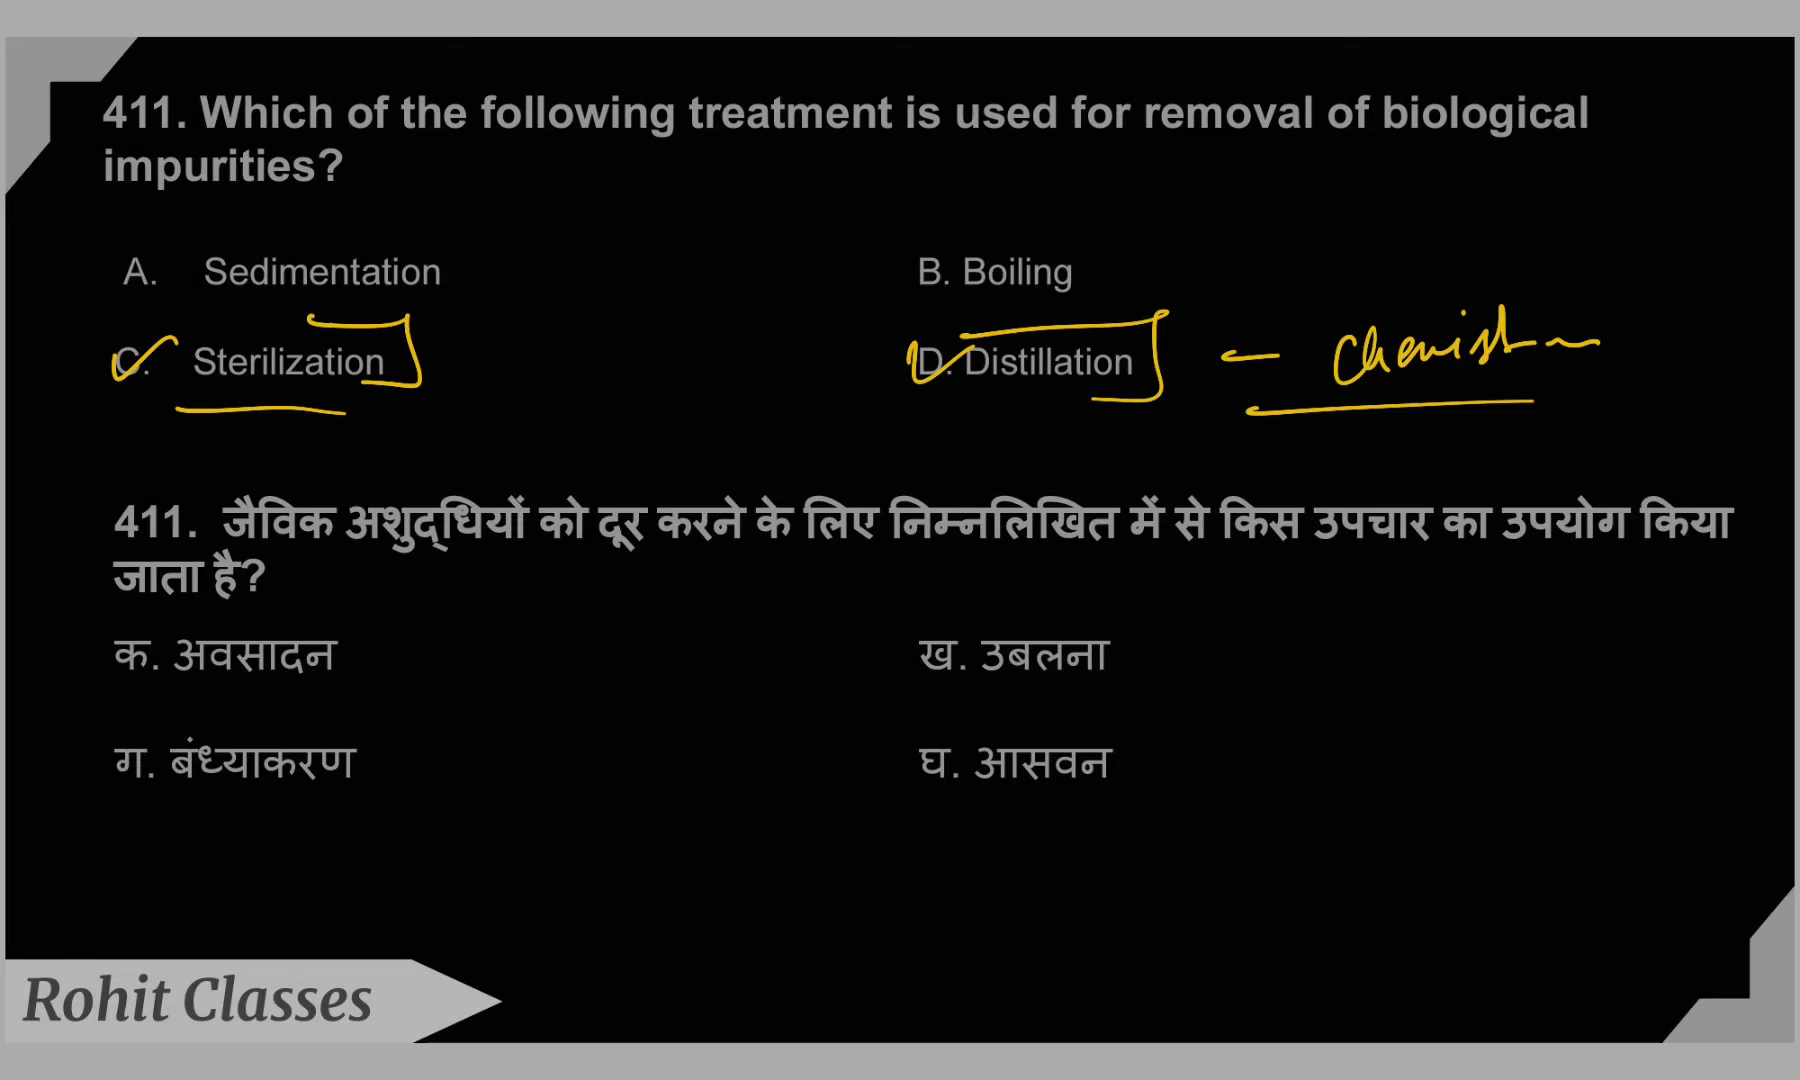 411. Which of the following treatment is used for removal of biological
impurities?
A. Sedimentation
B. Boiling
C. Sterilization
D. Distillation
411. जैविक अशुद्धियों को दूर करने के लिए निम्नलिखित में से किस उपचार का उपयोग किया
जाता है?
क. अवसादन
ख. उबलना
ग. बंध्याकरण
घ. आसवन
Rohit Classes